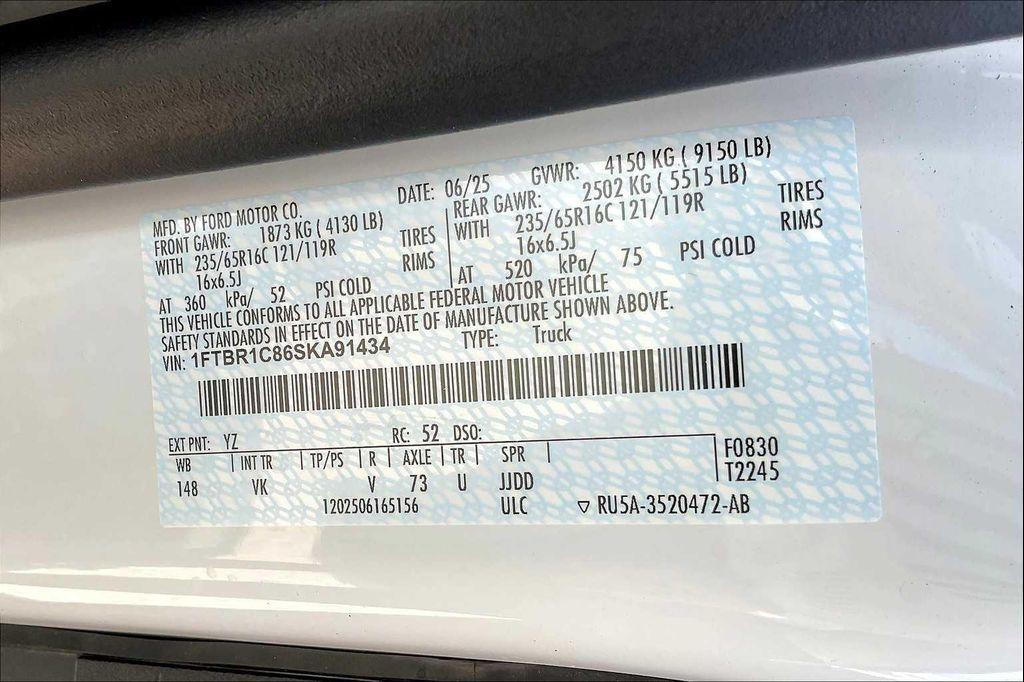 MFD. BY FORD MOTOR CO. DATE: 06/25 GVWR: 4150 KG ( 9150 LB)
FRONT GAWR: 1873 KG ( 4130 LB) REAR GAWR: 2502 KG ( 5515 LB)
WITH 235/65R16C 121/119R TIRES WITH 235/65R16C 121/119R TIRES
16x6.5J RIMS 16x6.5J RIMS
AT 360 kPa/ 52 PSI COLD AT 520 kPa/ 75 PSI COLD
THIS VEHICLE CONFORMS TO ALL APPLICABLE FEDERAL MOTOR VEHICLE
SAFETY STANDARDS IN EFFECT ON THE DATE OF MANUFACTURE SHOWN ABOVE.
VIN: 1FTBR1C86SKA91434 TYPE: Truck
EXT PNT: YZ RC: 52 DSO:
WB INT TR TP/PS R AXLE TR SPR F0830
148 VK V 73 U JJDD T2245
1202506165156 ULC ▽ RU5A-3520472-AB